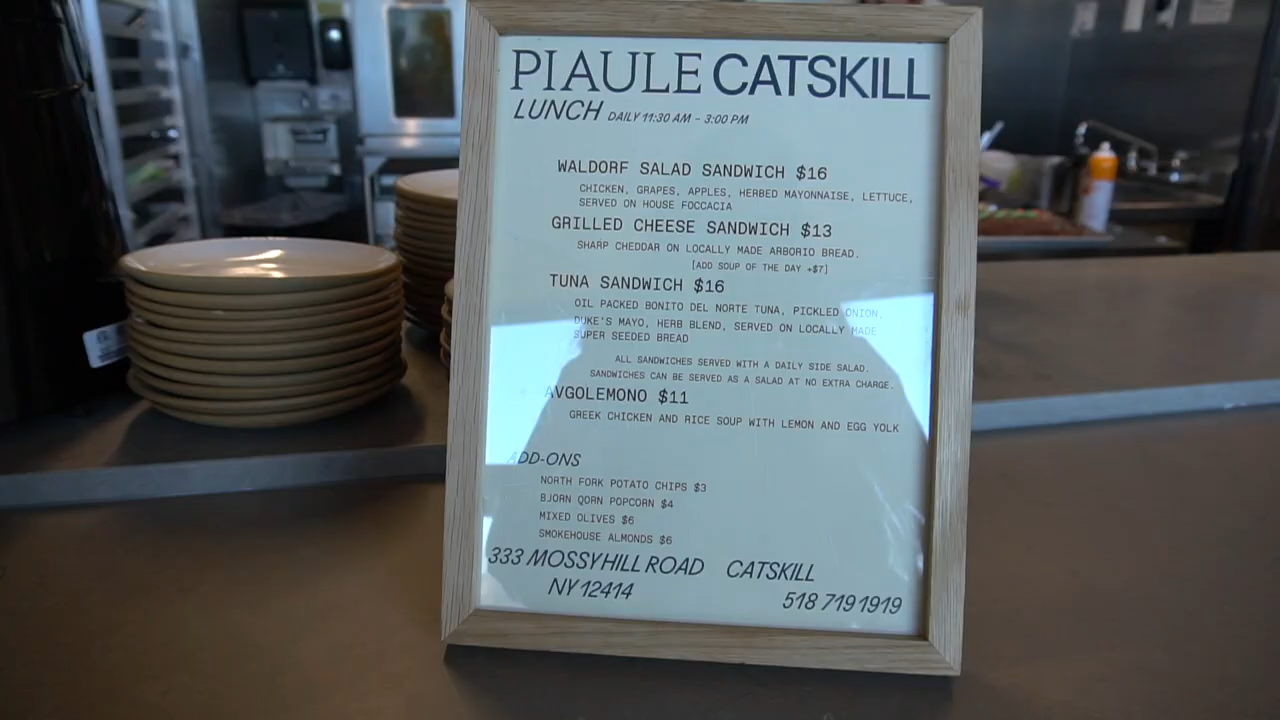 PIAULE CATSKILL
LUNCH DAILY 11:30 AM – 3:00 PM
WALDORF SALAD SANDWICH $16
CHICKEN, GRAPES, APPLES, HERBED MAYONNAISE, LETTUCE,
SERVED ON HOUSE FOCCACIA
GRILLED CHEESE SANDWICH $13
SHARP CHEDDAR ON LOCALLY MADE ARBORIO BREAD.
[ADD SOUP OF THE DAY +$7]
TUNA SANDWICH $16
OIL PACKED BONITO DEL NORTE TUNA, PICKLED ONION,
DUKE'S MAYO, HERB BLEND, SERVED ON LOCALLY MADE
SUPER SEEDED BREAD
ALL SANDWICHES SERVED WITH A DAILY SIDE SALAD.
SANDWICHES CAN BE SERVED AS A SALAD AT NO EXTRA CHARGE.
AVGOLEMONO $11
GREEK CHICKEN AND RICE SOUP WITH LEMON AND EGG YOLK
ADD-ONS
NORTH FORK POTATO CHIPS $3
BJORN QORN POPCORN $4
MIXED OLIVES $6
SMOKEHOUSE ALMONDS $6
333 MOSSYHILL ROAD CATSKILL
NY 12414 518 719 1919